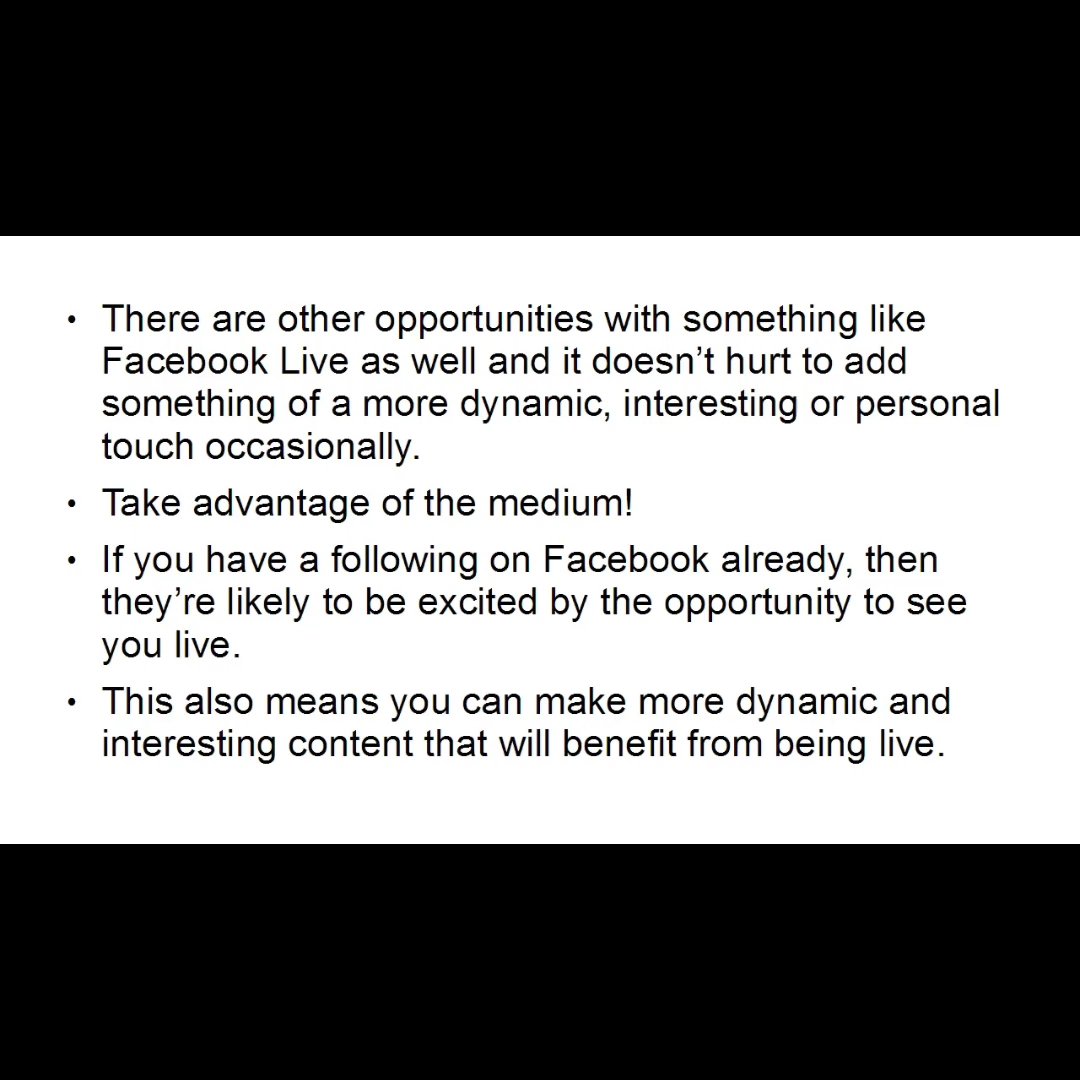 • There are other opportunities with something like
Facebook Live as well and it doesn’t hurt to add
something of a more dynamic, interesting or personal
touch occasionally.
• Take advantage of the medium!
• If you have a following on Facebook already, then
they’re likely to be excited by the opportunity to see
you live.
• This also means you can make more dynamic and
interesting content that will benefit from being live.